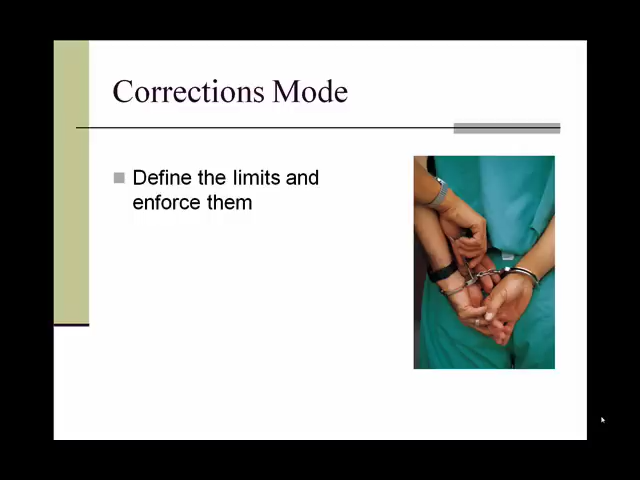 Corrections Mode
Define the limits and
enforce them